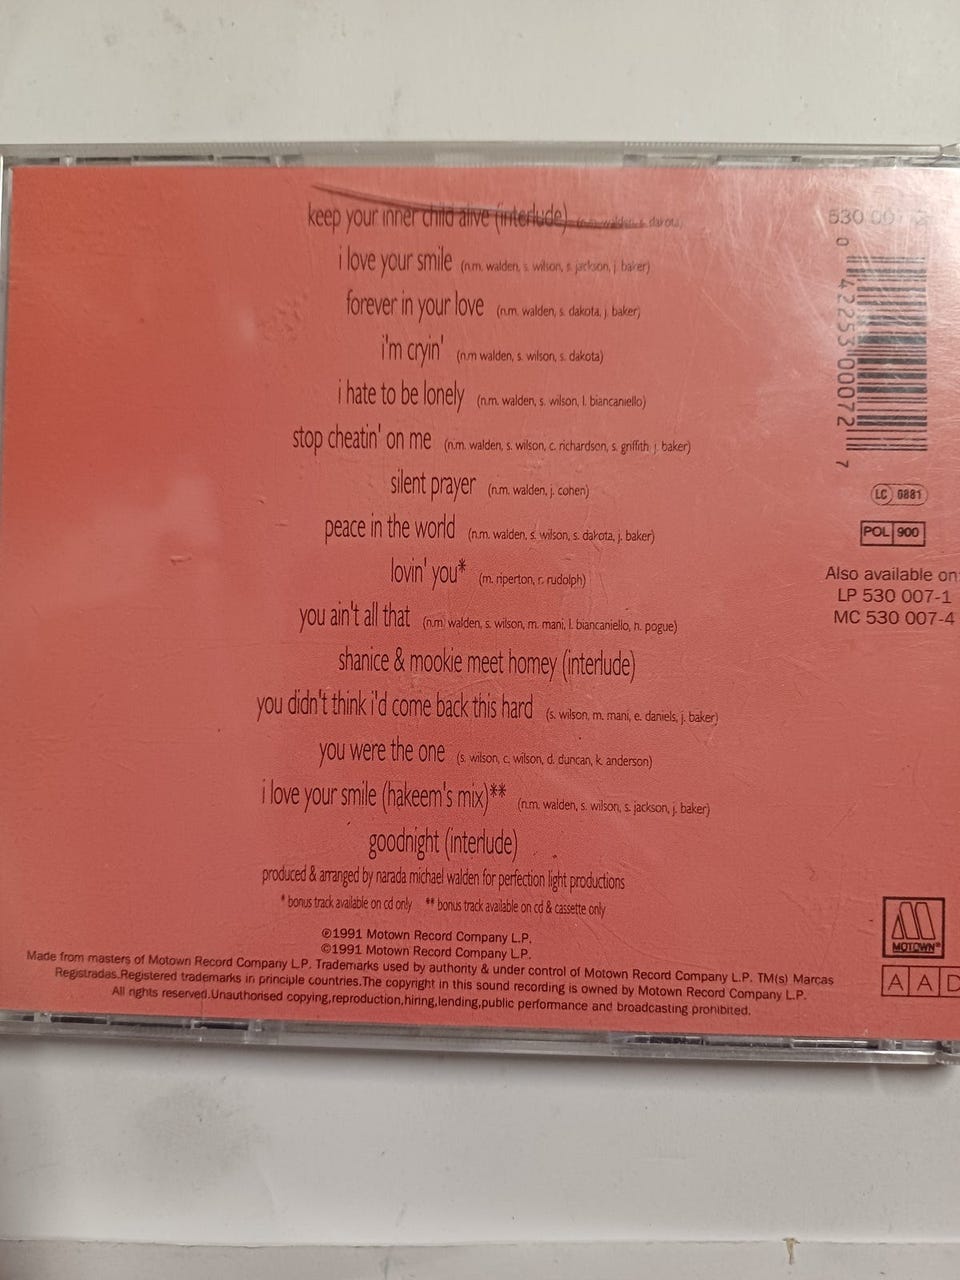 keep your inner child alive (interlude) (n.m. walden, s. dakota)
i love your smile (n.m. walden, s. wilson, s. jackson, j. baker)
forever in your love (n.m. walden, s. dakota, j. baker)
i'm cryin' (n.m walden, s. wilson, s. dakota)
i hate to be lonely (n.m. walden, s. wilson, l. biancaniello)
stop cheatin' on me (n.m. walden, s. wilson, c. richardson, s. griffith, j. baker)
silent prayer (n.m. walden, j. cohen)
peace in the world (n.m. walden, s. wilson, s. dakota, j. baker)
lovin' you* (m. riperton, r. rudolph)
you ain't all that (n.m. walden, s. wilson, m. mani, l. biancaniello, h. pogue)
shanice & mookie meet homey (interlude)
you didn't think i'd come back this hard (s. wilson, m. mani, e. daniels, j. baker)
you were the one (s. wilson, c. wilson, d. duncan, k. anderson)
i love your smile (hakeem's mix)** (n.m. walden, s. wilson, s. jackson, j. baker)
goodnight (interlude)
produced & arranged by narada michael walden for perfection light productions
* bonus track available on cd only ** bonus track available on cd & cassette only
℗1991 Motown Record Company L.P.
©1991 Motown Record Company L.P.
Made from masters of Motown Record Company L.P. Trademarks used by authority & under control of Motown Record Company L.P. TM(s) Marcas
Registradas.Registered trademarks in principle countries.The copyright in this sound recording is owned by Motown Record Company L.P.
All rights reserved.Unauthorised copying,reproduction,hiring,lending,public performance and broadcasting prohibited.
530 007-2
0 42253 00072 7
LC 0881
POL 900
Also available on:
LP 530 007-1
MC 530 007-4
MOTOWN®
AAD